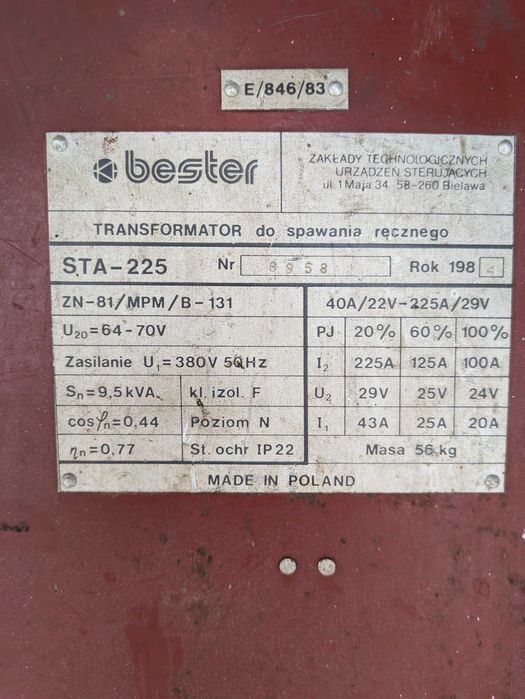 E/846/83
bester
ZAKŁADY TECHNOLOGICZNYCH
URZĄDZEŃ STERUJĄCYCH
ul. 1 Maja 34, 58-260 Bielawa
TRANSFORMATOR do spawania ręcznego
STA-225 Nr 6958 Rok 1984
ZN-81/MPM/B-131 40A/22V-225A/29V
U20=64-70V PJ 20% 60% 100%
Zasilanie U1=380V 50Hz I2 225A 125A 100A
Sn=9,5kVA kl. izol. F U2 29V 25V 24V
cosφn=0,44 Poziom N I1 43A 25A 20A
ηn=0,77 St. ochr IP22 Masa 56 kg
MADE IN POLAND